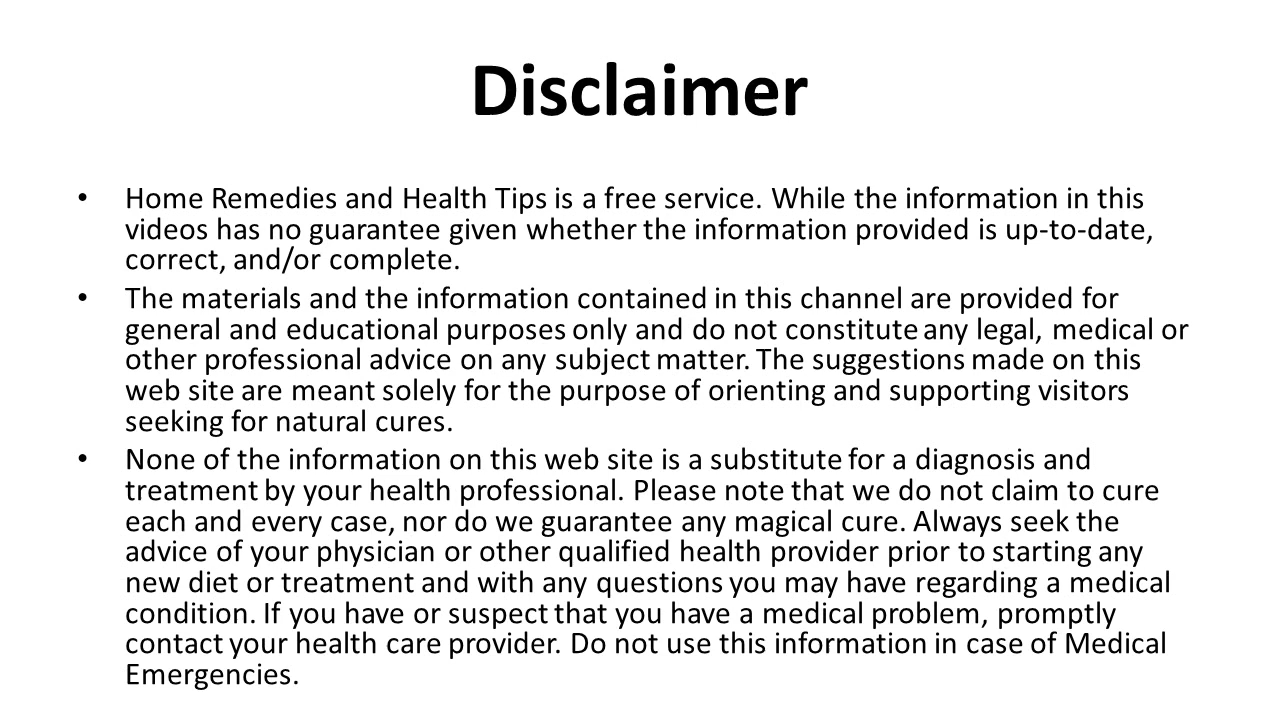 Disclaimer
• Home Remedies and Health Tips is a free service. While the information in this
videos has no guarantee given whether the information provided is up-to-date,
correct, and/or complete.
• The materials and the information contained in this channel are provided for
general and educational purposes only and do not constitute any legal, medical or
other professional advice on any subject matter. The suggestions made on this
web site are meant solely for the purpose of orienting and supporting visitors
seeking for natural cures.
• None of the information on this web site is a substitute for a diagnosis and
treatment by your health professional. Please note that we do not claim to cure
each and every case, nor do we guarantee any magical cure. Always seek the
advice of your physician or other qualified health provider prior to starting any
new diet or treatment and with any questions you may have regarding a medical
condition. If you have or suspect that you have a medical problem, promptly
contact your health care provider. Do not use this information in case of Medical
Emergencies.